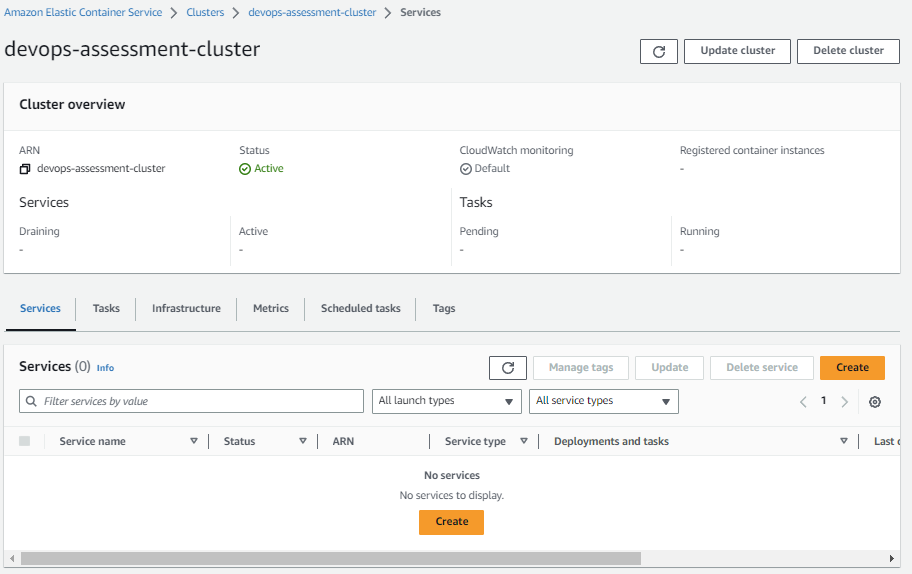 Amazon Elastic Container Service > Clusters > devops-assessment-cluster > Services
devops-assessment-cluster
Update cluster
Delete cluster
Cluster overview
ARN
Status
CloudWatch monitoring
Registered container instances
devops-assessment-cluster
Active
Default
-
Services
Tasks
Draining
Active
Pending
Running
-
-
-
-
Services
Tasks
Infrastructure
Metrics
Scheduled tasks
Tags
Services (0) Info
Manage tags
Update
Delete service
Create
Filter services by value
All launch types
All service types
1
Service name
Status
ARN
Service type
Deployments and tasks
Last
No services
No services to display.
Create